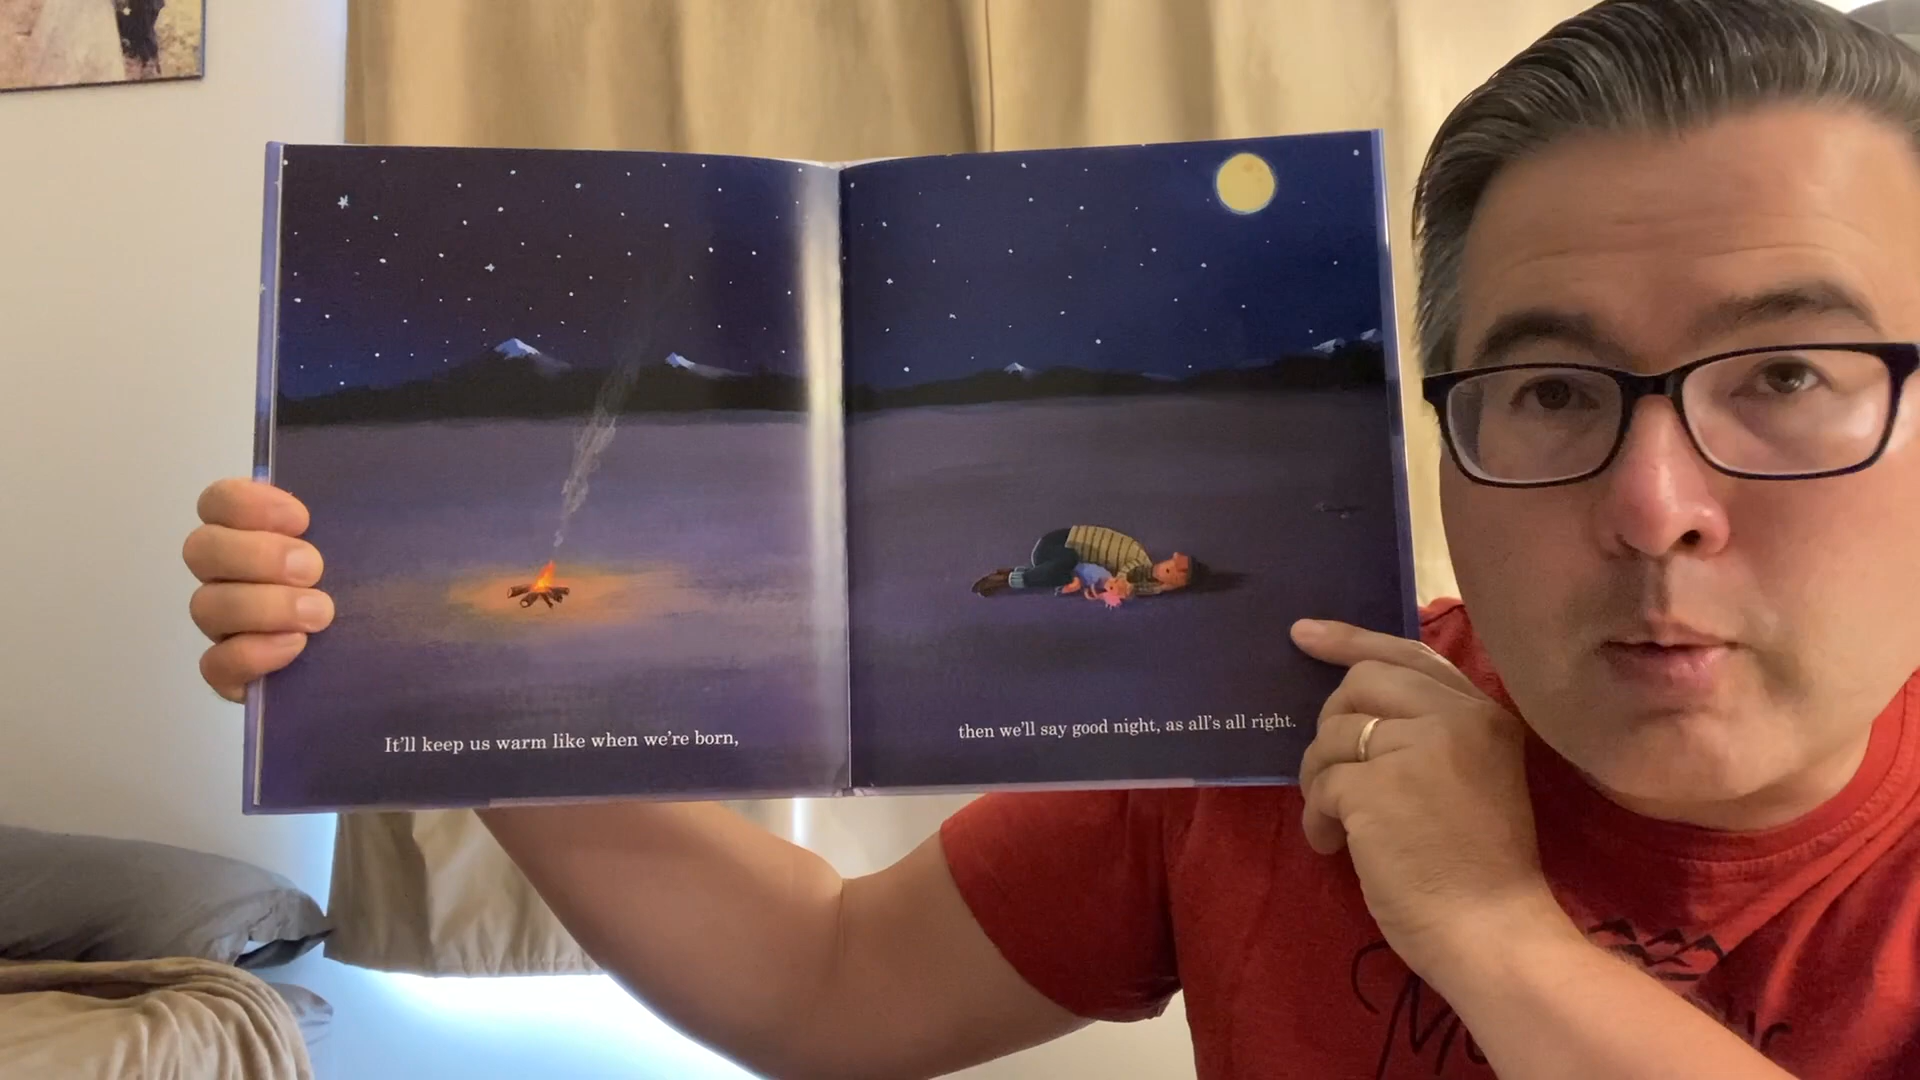 It'll keep us warm like when we're born,
then we'll say good night, as all's all right.